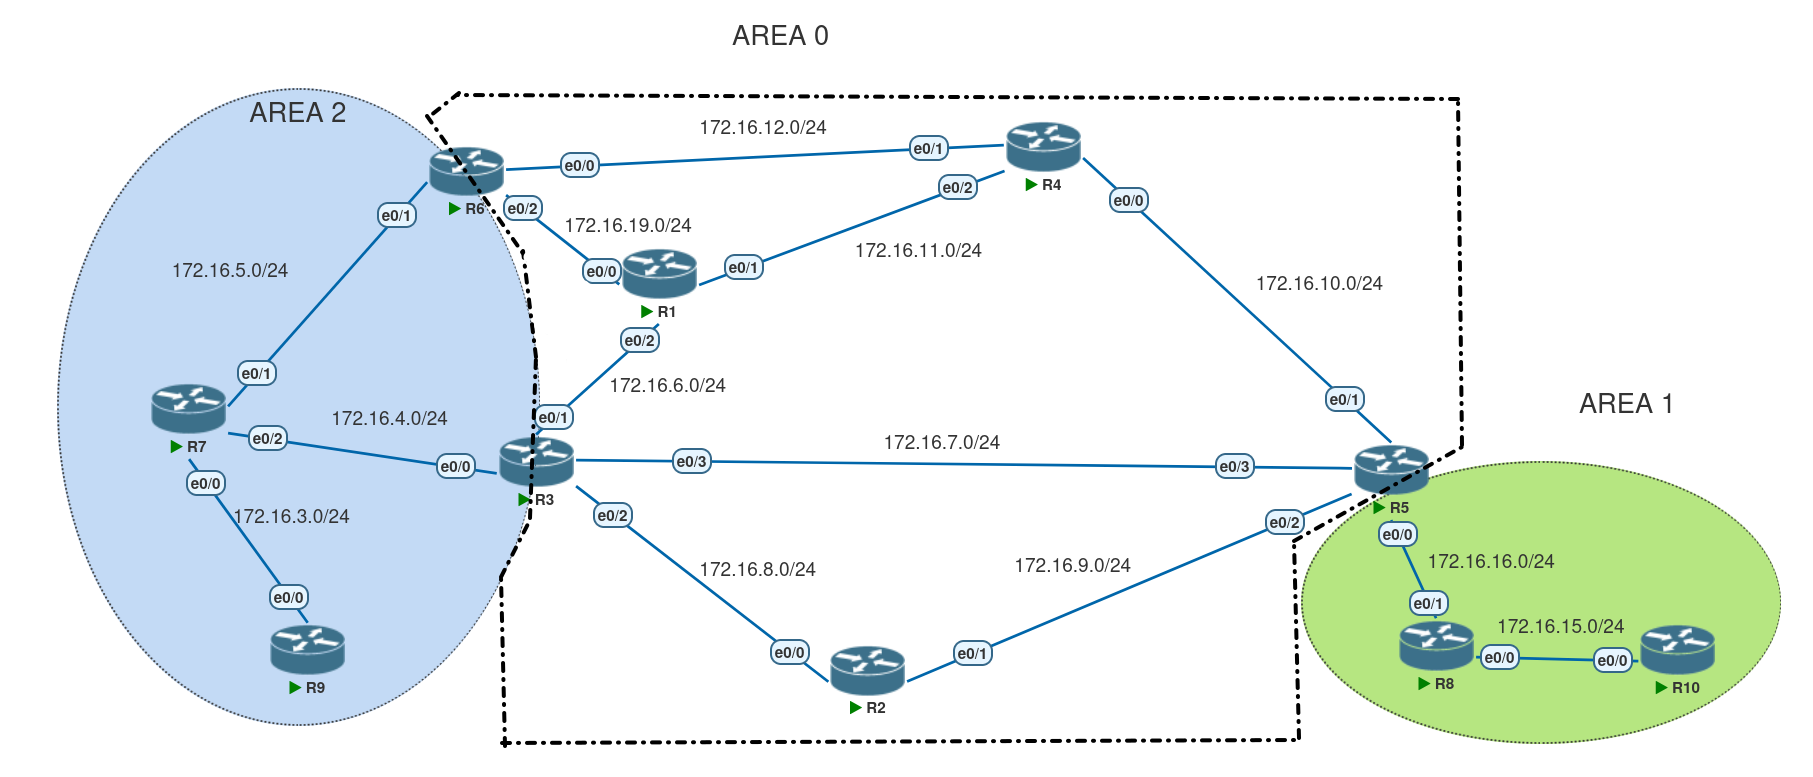 AREA 0
AREA 2
172.16.12.0/24
e0/0
e0/1
R6
R4
e0/1
e0/2
e0/2
e0/0
172.16.19.0/24
172.16.11.0/24
172.16.5.0/24
e0/0
e0/1
172.16.10.0/24
R1
e0/2
e0/1
172.16.6.0/24
e0/1
AREA 1
172.16.4.0/24
e0/1
R7
e0/2
e0/0
172.16.7.0/24
e0/3
e0/3
e0/0
R3
R5
172.16.3.0/24
e0/2
e0/2
e0/0
172.16.8.0/24
172.16.9.0/24
172.16.16.0/24
e0/0
e0/1
172.16.15.0/24
e0/0
e0/1
e0/0
e0/0
R9
R2
R8
R10